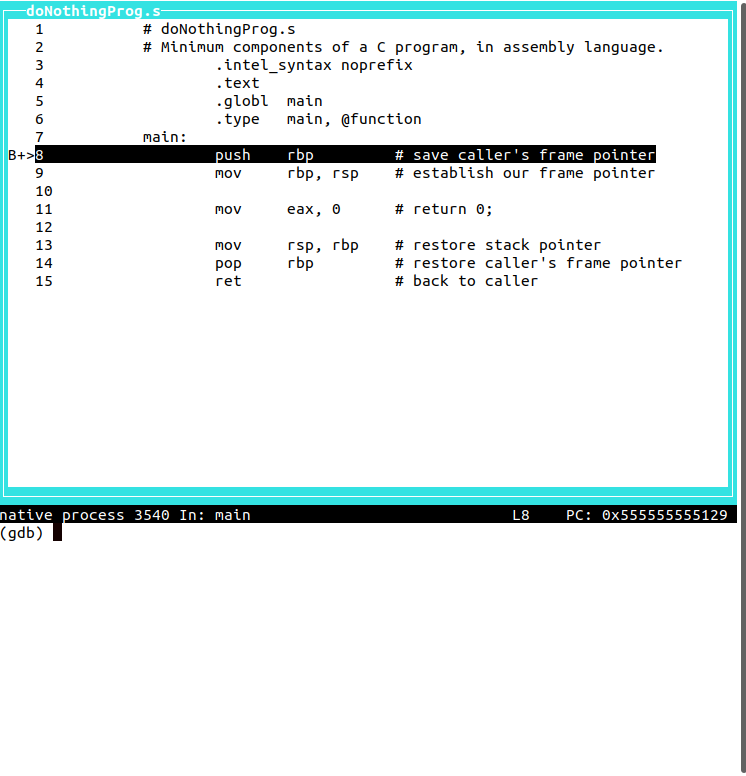 doNothingProg.s
1 # doNothingProg.s
2 # Minimum components of a C program, in assembly language.
3 .intel_syntax noprefix
4 .text
5 .globl main
6 .type main, @function
7 main:
B+>8 push rbp # save caller's frame pointer
9 mov rbp, rsp # establish our frame pointer
10
11 mov eax, 0 # return 0;
12
13 mov rsp, rbp # restore stack pointer
14 pop rbp # restore caller's frame pointer
15 ret # back to caller
native process 3540 In: main L8 PC: 0x555555555129
(gdb)